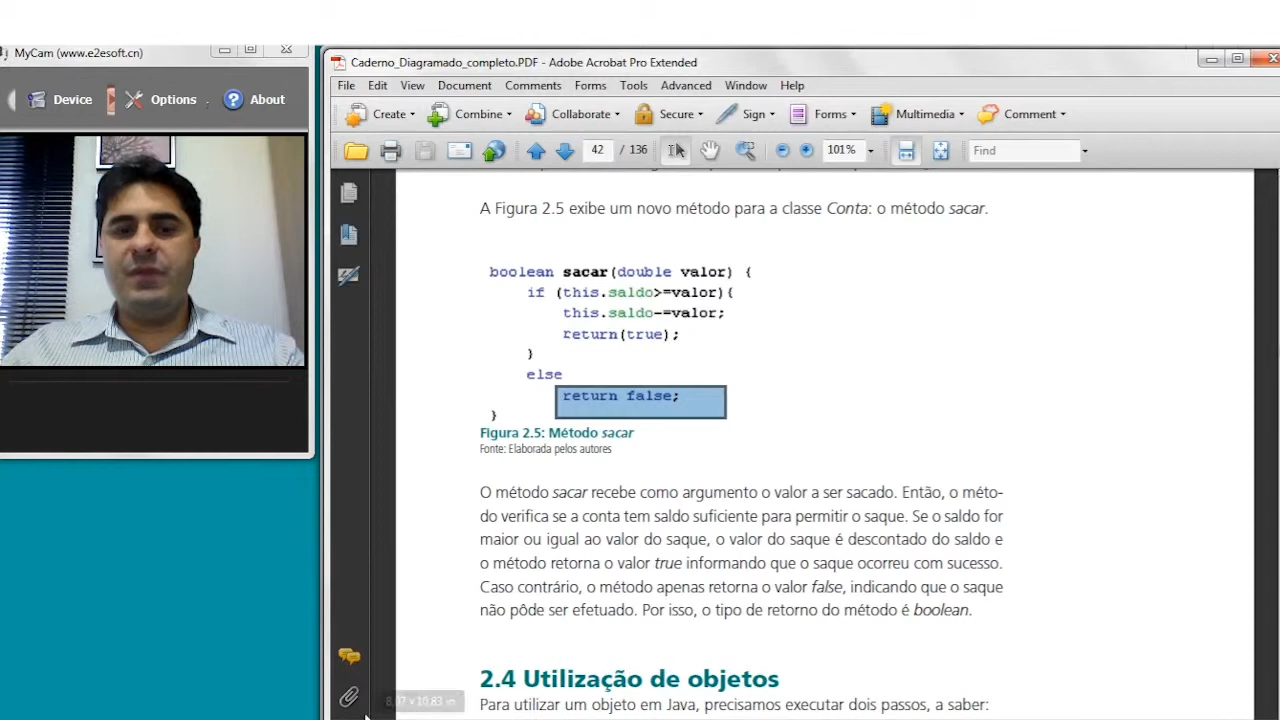 MyCam (www.e2esoft.cn)
Device
Options
About
Caderno_Diagramado_completo.PDF - Adobe Acrobat Pro Extended
File Edit View Document Comments Forms Tools Advanced Window Help
Create Combine Collaborate Secure Sign Forms Multimedia Comment
42 / 136 101% Find
A Figura 2.5 exibe um novo método para a classe Conta: o método sacar.
boolean sacar(double valor) {
if (this.saldo>=valor){
this.saldo-=valor;
return(true);
}
else
return false;
}
Figura 2.5: Método sacar
Fonte: Elaborada pelos autores
O método sacar recebe como argumento o valor a ser sacado. Então, o méto-
do verifica se a conta tem saldo suficiente para permitir o saque. Se o saldo for
maior ou igual ao valor do saque, o valor do saque é descontado do saldo e
o método retorna o valor true informando que o saque ocorreu com sucesso.
Caso contrário, o método apenas retorna o valor false, indicando que o saque
não pôde ser efetuado. Por isso, o tipo de retorno do método é boolean.
2.4 Utilização de objetos
Para utilizar um objeto em Java, precisamos executar dois passos, a saber:
8,07 x 10,83 in